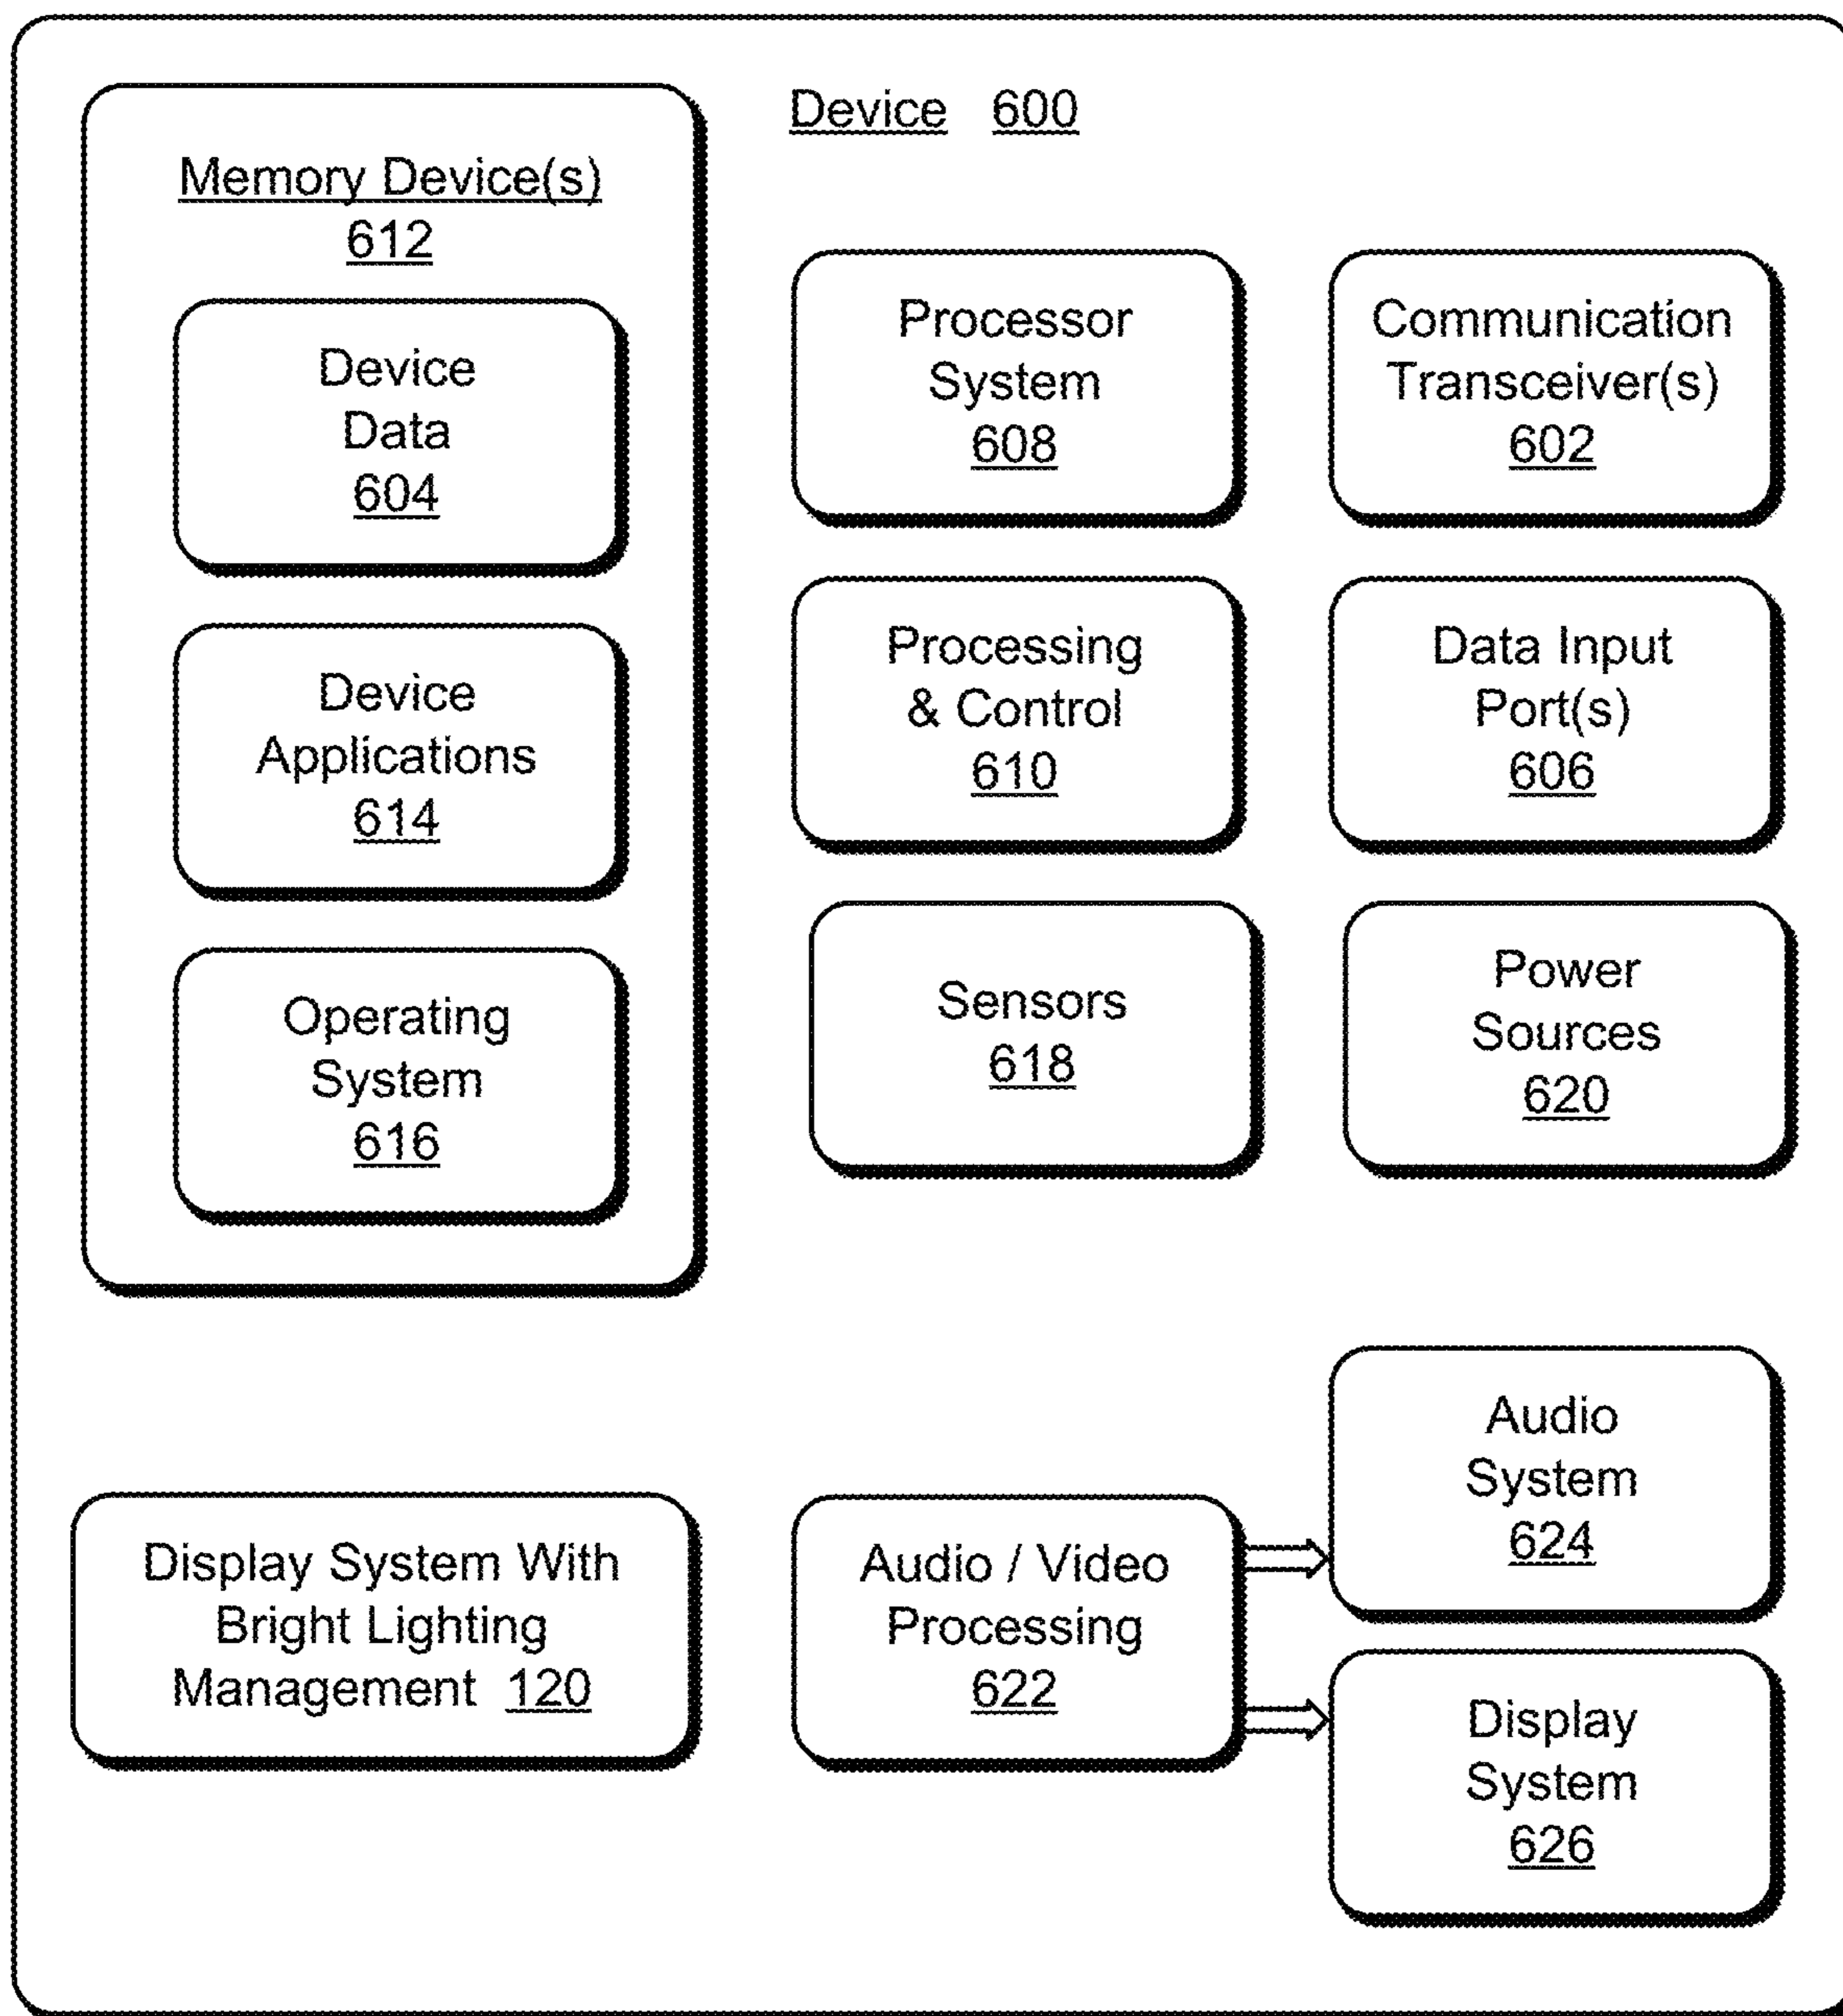 Device 600
Memory Device(s)
612
Device
Data
604
Device
Applications
614
Operating
System
616
Processor
System
608
Communication
Transceiver(s)
602
Processing
& Control
610
Data Input
Port(s)
606
Sensors
618
Power
Sources
620
Display System With
Bright Lighting
Management 120
Audio / Video
Processing
622
Audio
System
624
Display
System
626